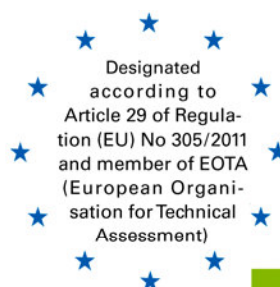 Designated
according to
Article 29 of Regula-
tion (EU) No 305/2011
and member of EOTA
(European Organi-
sation for Technical
Assessment)